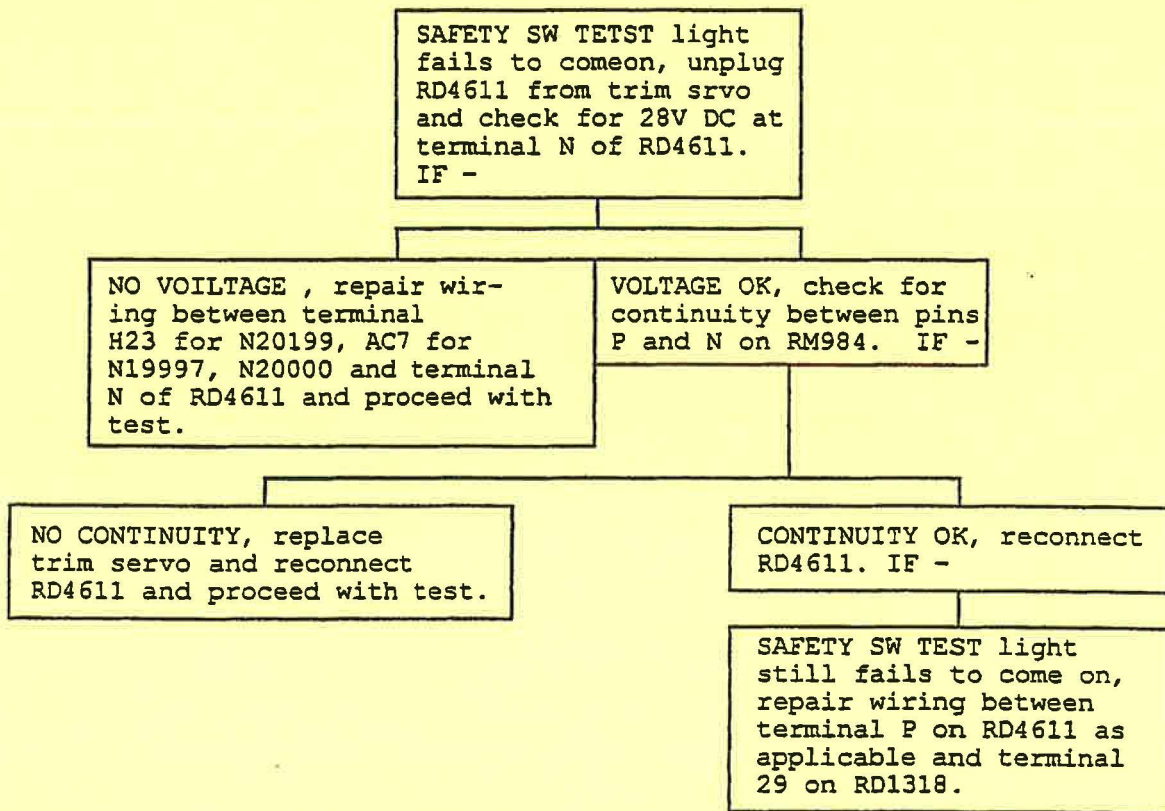 SAFETY SW TETST light
fails to comeon, unplug
RD4611 from trim srvo
and check for 28V DC at
terminal N of RD4611.
IF -
NO VOILTAGE , repair wir-
ing between terminal
H23 for N20199, AC7 for
N19997, N20000 and terminal
N of RD4611 and proceed with
test.
VOLTAGE OK, check for
continuity between pins
P and N on RM984. IF -
NO CONTINUITY, replace
trim servo and reconnect
RD4611 and proceed with test.
CONTINUITY OK, reconnect
RD4611. IF -
SAFETY SW TEST light
still fails to come on,
repair wiring between
terminal P on RD4611 as
applicable and terminal
29 on RD1318.